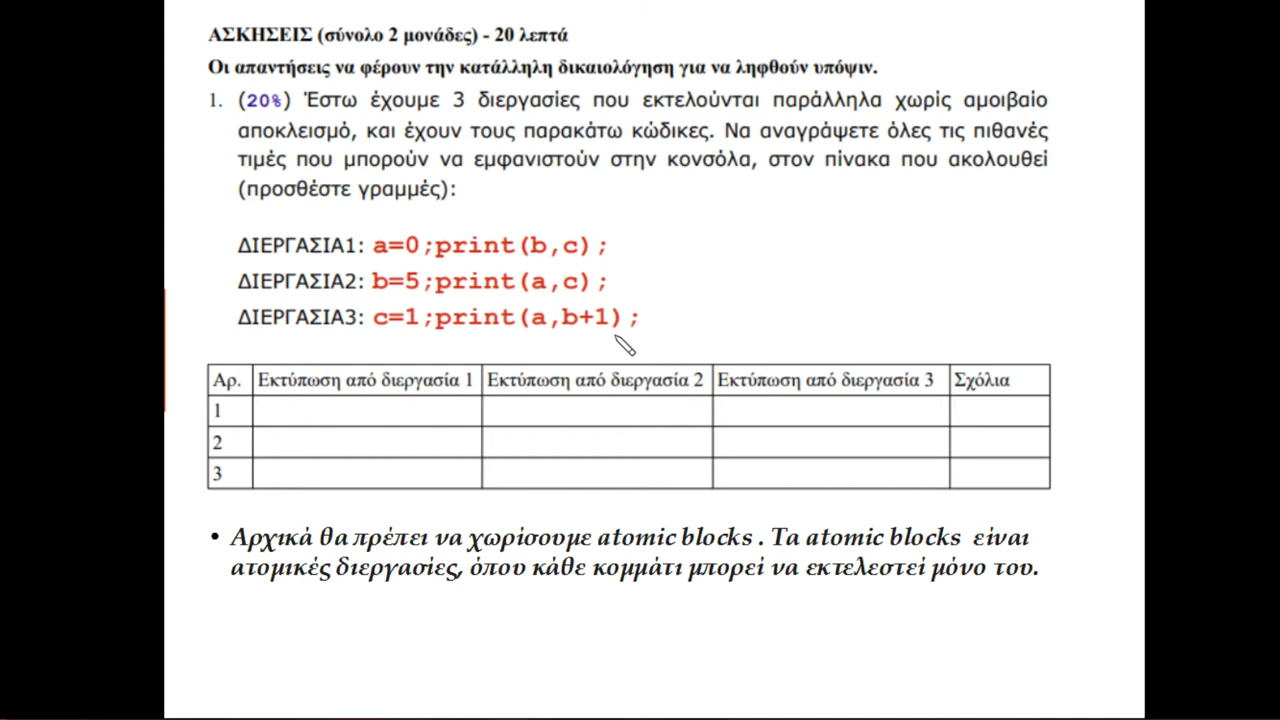 ΑΣΚΗΣΕΙΣ (σύνολο 2 μονάδες) - 20 λεπτά
Οι απαντήσεις να φέρουν την κατάλληλη δικαιολόγηση για να ληφθούν υπόψιν.
1. (20%) Έστω έχουμε 3 διεργασίες που εκτελούνται παράλληλα χωρίς αμοιβαίο
αποκλεισμό, και έχουν τους παρακάτω κώδικες. Να αναγράψετε όλες τις πιθανές
τιμές που μπορούν να εμφανιστούν στην κονσόλα, στον πίνακα που ακολουθεί
(προσθέστε γραμμές):
ΔΙΕΡΓΑΣΙΑ1: a=0;print(b,c);
ΔΙΕΡΓΑΣΙΑ2: b=5;print(a,c);
ΔΙΕΡΓΑΣΙΑ3: c=1;print(a,b+1);
Αρ. Εκτύπωση από διεργασία 1 Εκτύπωση από διεργασία 2 Εκτύπωση από διεργασία 3 Σχόλια
1
2
3
• Αρχικά θα πρέπει να χωρίσουμε atomic blocks . Τα atomic blocks είναι
ατομικές διεργασίες, όπου κάθε κομμάτι μπορεί να εκτελεστεί μόνο του.